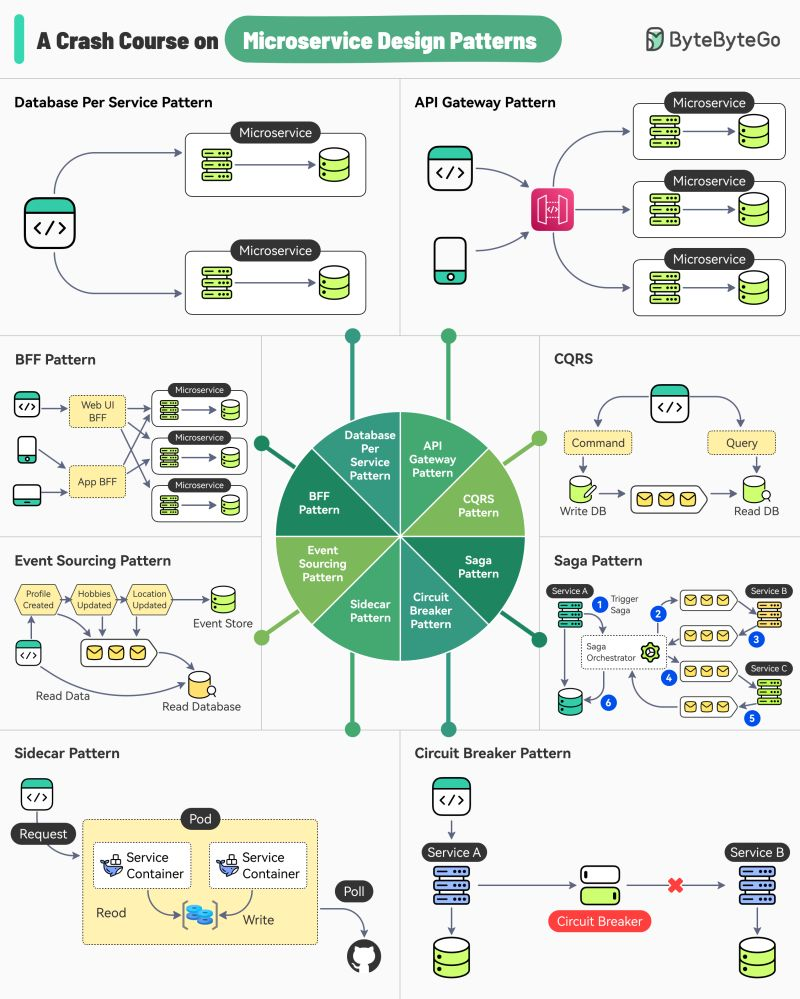 A Crash Course on Microservice Design Patterns
ByteByteGo
Database Per Service Pattern
Microservice
</>
Microservice
API Gateway Pattern
</>
</>
Microservice
Microservice
Microservice
BFF Pattern
</>
Web UI
BFF
App BFF
Microservice
Microservice
Microservice
Database
Per
Service
Pattern
API
Gateway
Pattern
CQRS
Pattern
Saga
Pattern
Circuit
Breaker
Pattern
Sidecar
Pattern
Event
Sourcing
Pattern
BFF
Pattern
CQRS
</>
Command
Query
Write DB
Read DB
Event Sourcing Pattern
Profile
Created
Hobbies
Updated
Location
Updated
Event Store
</>
Read Data
Read Database
Saga Pattern
Service A
1
Trigger
Saga
2
Service B
3
Saga
Orchestrator
4
Service C
5
6
Sidecar Pattern
</>
Request
Pod
Service
Container
Service
Container
Reod
Write
Poll
Circuit Breaker Pattern
</>
Service A
Service B
Circuit Breaker